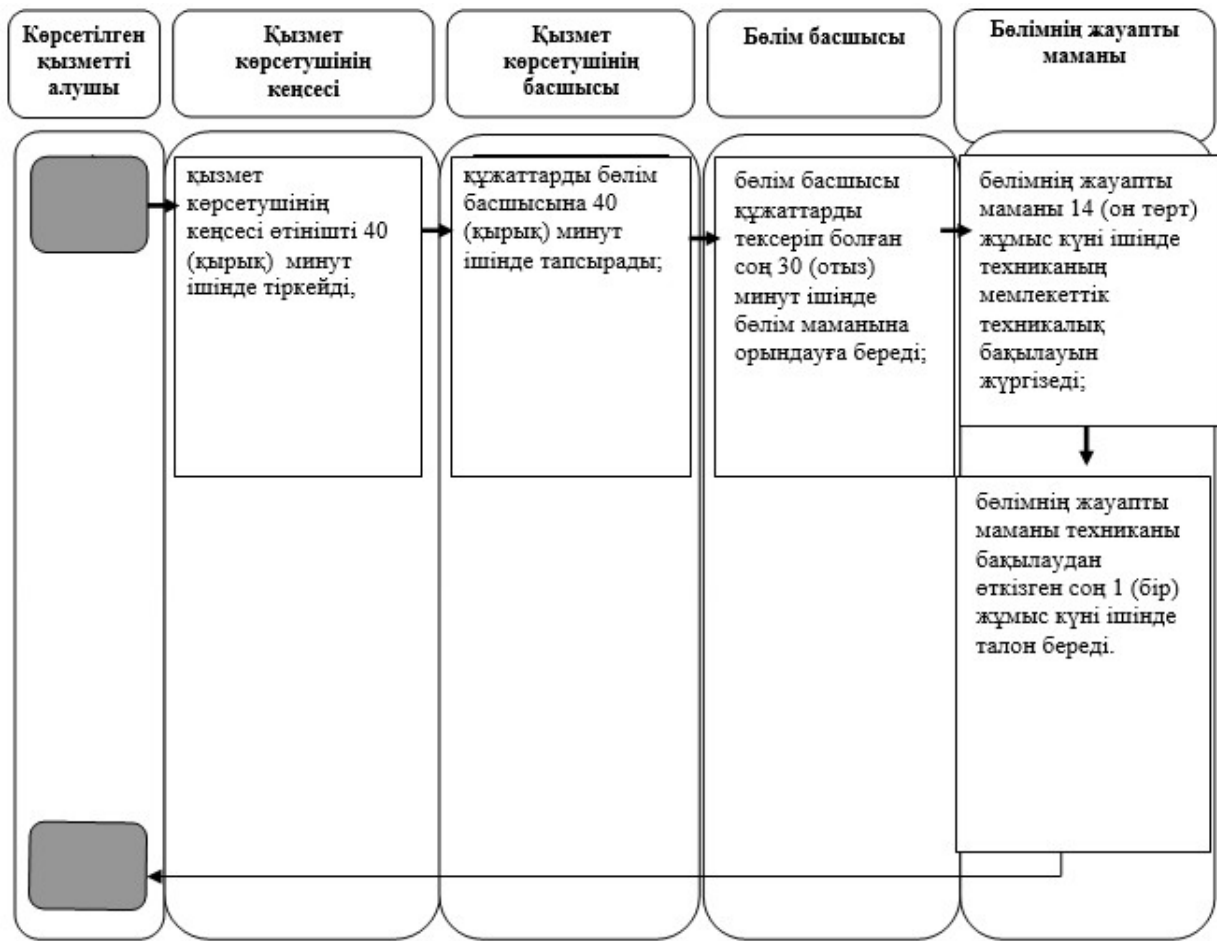 Көрсетілген
қызметті
алушы
Қызмет
көрсетушінің
кеңсесі
Қызмет
көрсетушінің
басшысы
Бөлім басшысы
Бөлімнің жауапты
маманы
қызмет
көрсетушінің
кеңсесі өтінішті 40
(қырық) минут
ішінде тіркейді,
құжаттарды бөлім
басшысына 40
(қырық) минут
ішінде тапсырады;
бөлім басшысы
құжаттарды
тексеріп болған
соң 30 (отыз)
минут ішінде
бөлім маманына
орындауға береді;
бөлімнің жауапты
маманы 14 (он төрт)
жұмыс күні ішінде
техниканың
мемлекеттік
техникалық
бақылауын
жүргізеді;
бөлімнің жауапты
маманы техниканы
бақылаудан
өткізген соң 1 (бір)
жұмыс күні ішінде
талон береді.